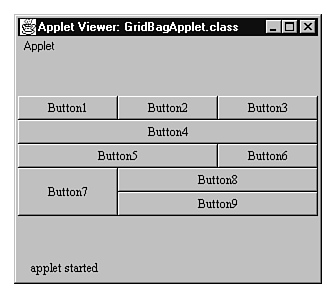 Applet Viewer: GridBagApplet.class
Applet
Button1 Button2 Button3
Button4
Button5 Button6
Button7 Button8
Button9
applet started